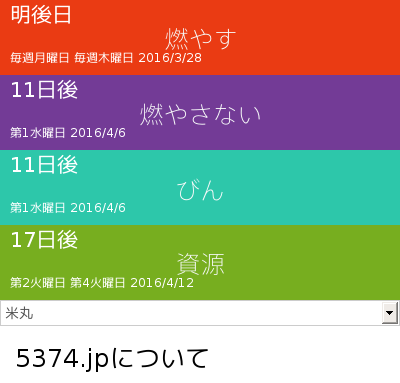 明後日
燃やす
毎週月曜日 毎週木曜日 2016/3/28
11日後
燃やさない
第1水曜日 2016/4/6
11日後
びん
第1水曜日 2016/4/6
17日後
資源
第2火曜日 第4火曜日 2016/4/12
米丸
5374.jpについて